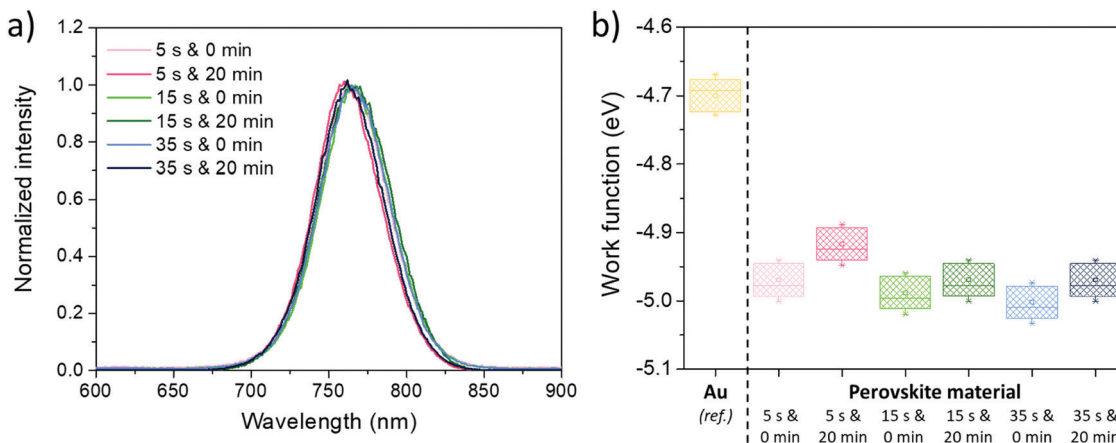 a)
1.2
1.0
0.8
0.6
0.4
0.2
0.0
Normalized intensity
5 s & 0 min
5 s & 20 min
15 s & 0 min
15 s & 20 min
35 s & 0 min
35 s & 20 min
600 650 700 750 800 850 900
Wavelength (nm)
b)
-4.6
-4.7
-4.8
-4.9
-5.0
-5.1
Work function (eV)
Au
(ref.)
Perovskite material
5 s & 5 s & 15 s & 15 s & 35 s & 35 s &
0 min 20 min 0 min 20 min 0 min 20 min